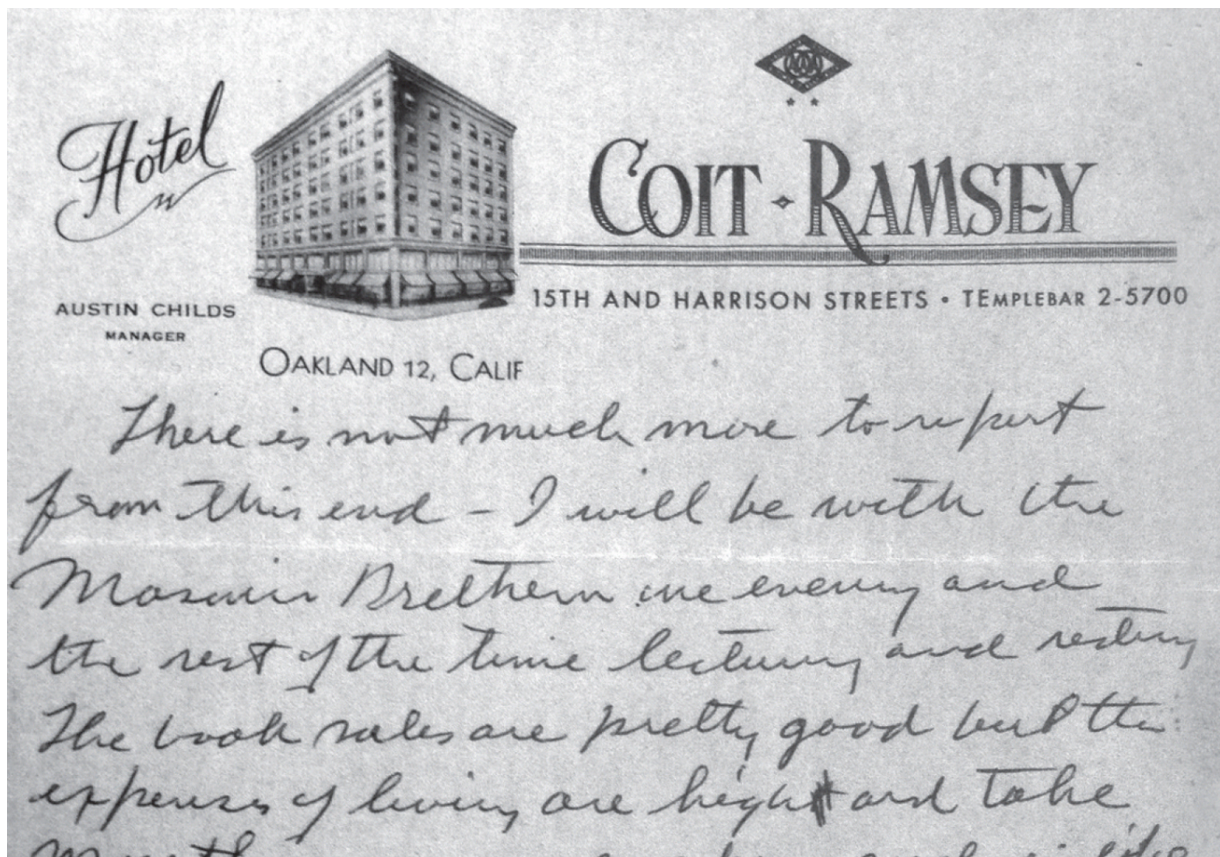 Hotel
COIT · RAMSEY
AUSTIN CHILDS
MANAGER
15TH AND HARRISON STREETS • TEMPLEBAR 2-5700
OAKLAND 12, CALIF
There is not much more to report
from this end – I will be with the
Masonic Brethern one evening and
the rest of the time lecturing and resting
The book sales are pretty good but the
expenses of living are high and take